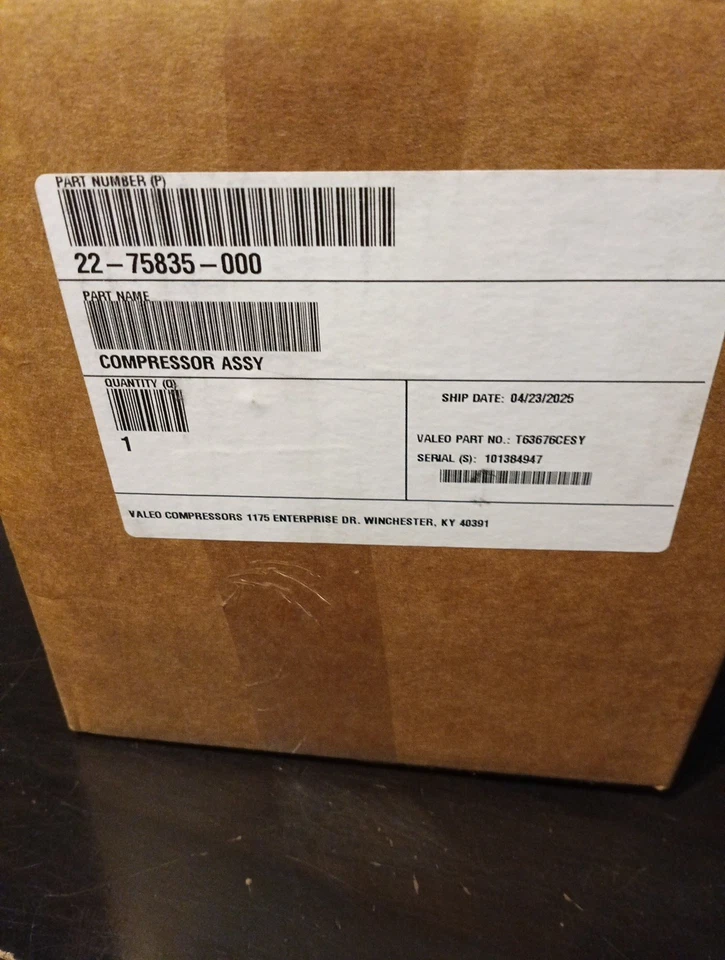 PART NUMBER (P)
22-75835-000
PART NAME
COMPRESSOR ASSY
QUANTITY (Q)
1
SHIP DATE: 04/23/2025
VALEO PART NO.: T63676CESY
SERIAL (S): 101384947
VALEO COMPRESSORS 1175 ENTERPRISE DR. WINCHESTER, KY 40391